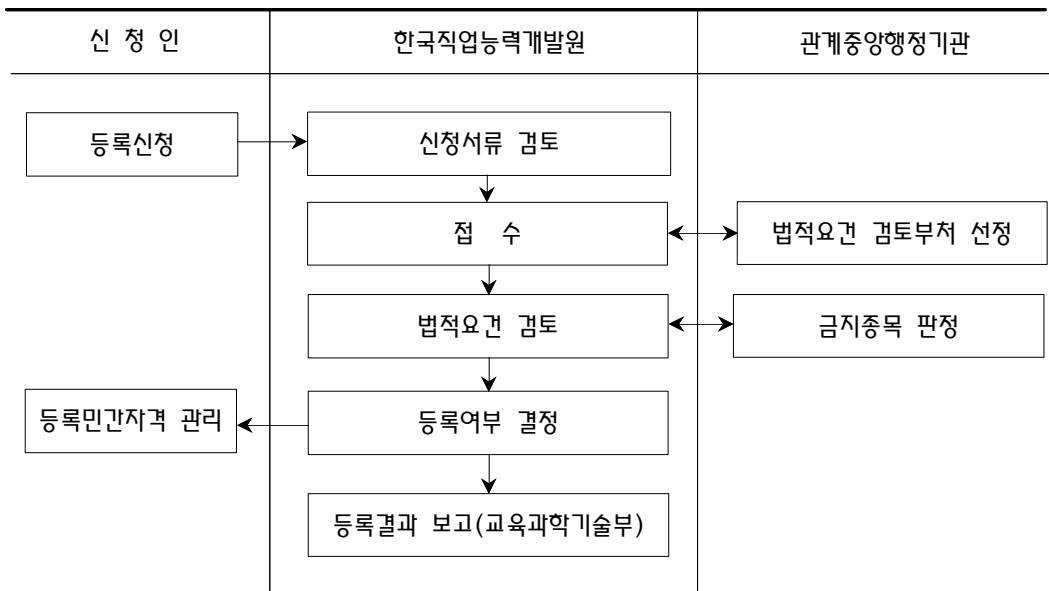 신 청 인
한국직업능력개발원
관계중앙행정기관
등록신청
신청서류 검토
접 수
법적요건 검토부처 선정
법적요건 검토
금지종목 판정
등록민간자격 관리
등록여부 결정
등록결과 보고(교육과학기술부)